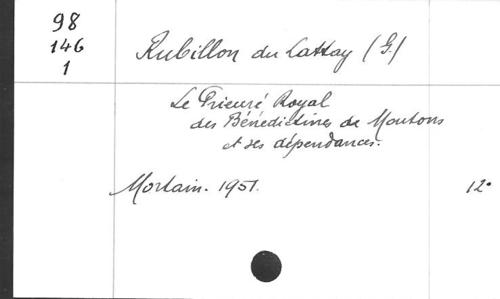 98
146
1
Rubillon du Lattay (G.)
Le Prieuré Royal
des Bénédictines de Moutons
et ses dépendances.
Mortain. 1951.
12°